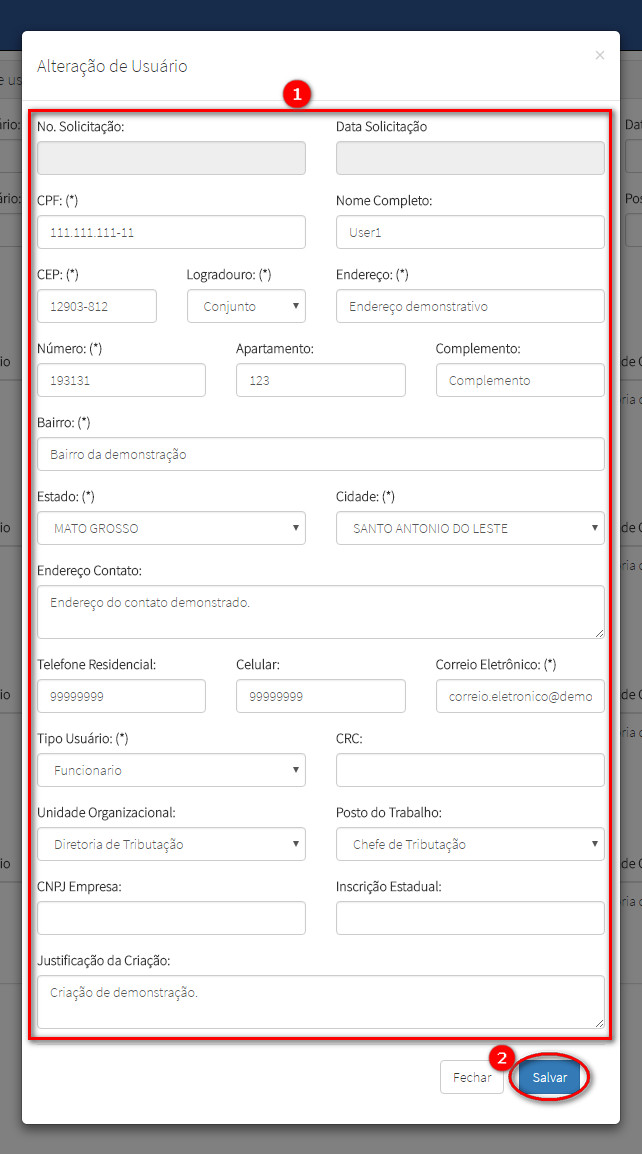 Alteração de Usuário
×
1
No. Solicitação: Data Solicitação
CPF: (*) Nome Completo:
111.111.111-11 User1
CEP: (*) Logradouro: (*) Endereço: (*)
12903-812 Conjunto Endereço demonstrativo
Número: (*) Apartamento: Complemento:
193131 123 Complemento
Bairro: (*)
Bairro da demonstração
Estado: (*) Cidade: (*)
MATO GROSSO SANTO ANTONIO DO LESTE
Endereço Contato:
Endereço do contato demonstrado.
Telefone Residencial: Celular: Correio Eletrônico: (*)
99999999 99999999 correio.eletronico@demo
Tipo Usuário: (*) CRC:
Funcionario
Unidade Organizacional: Posto do Trabalho:
Diretoria de Tributação Chefe de Tributação
CNPJ Empresa: Inscrição Estadual:
Justificação da Criação:
Criação de demonstração.
2
Fechar Salvar